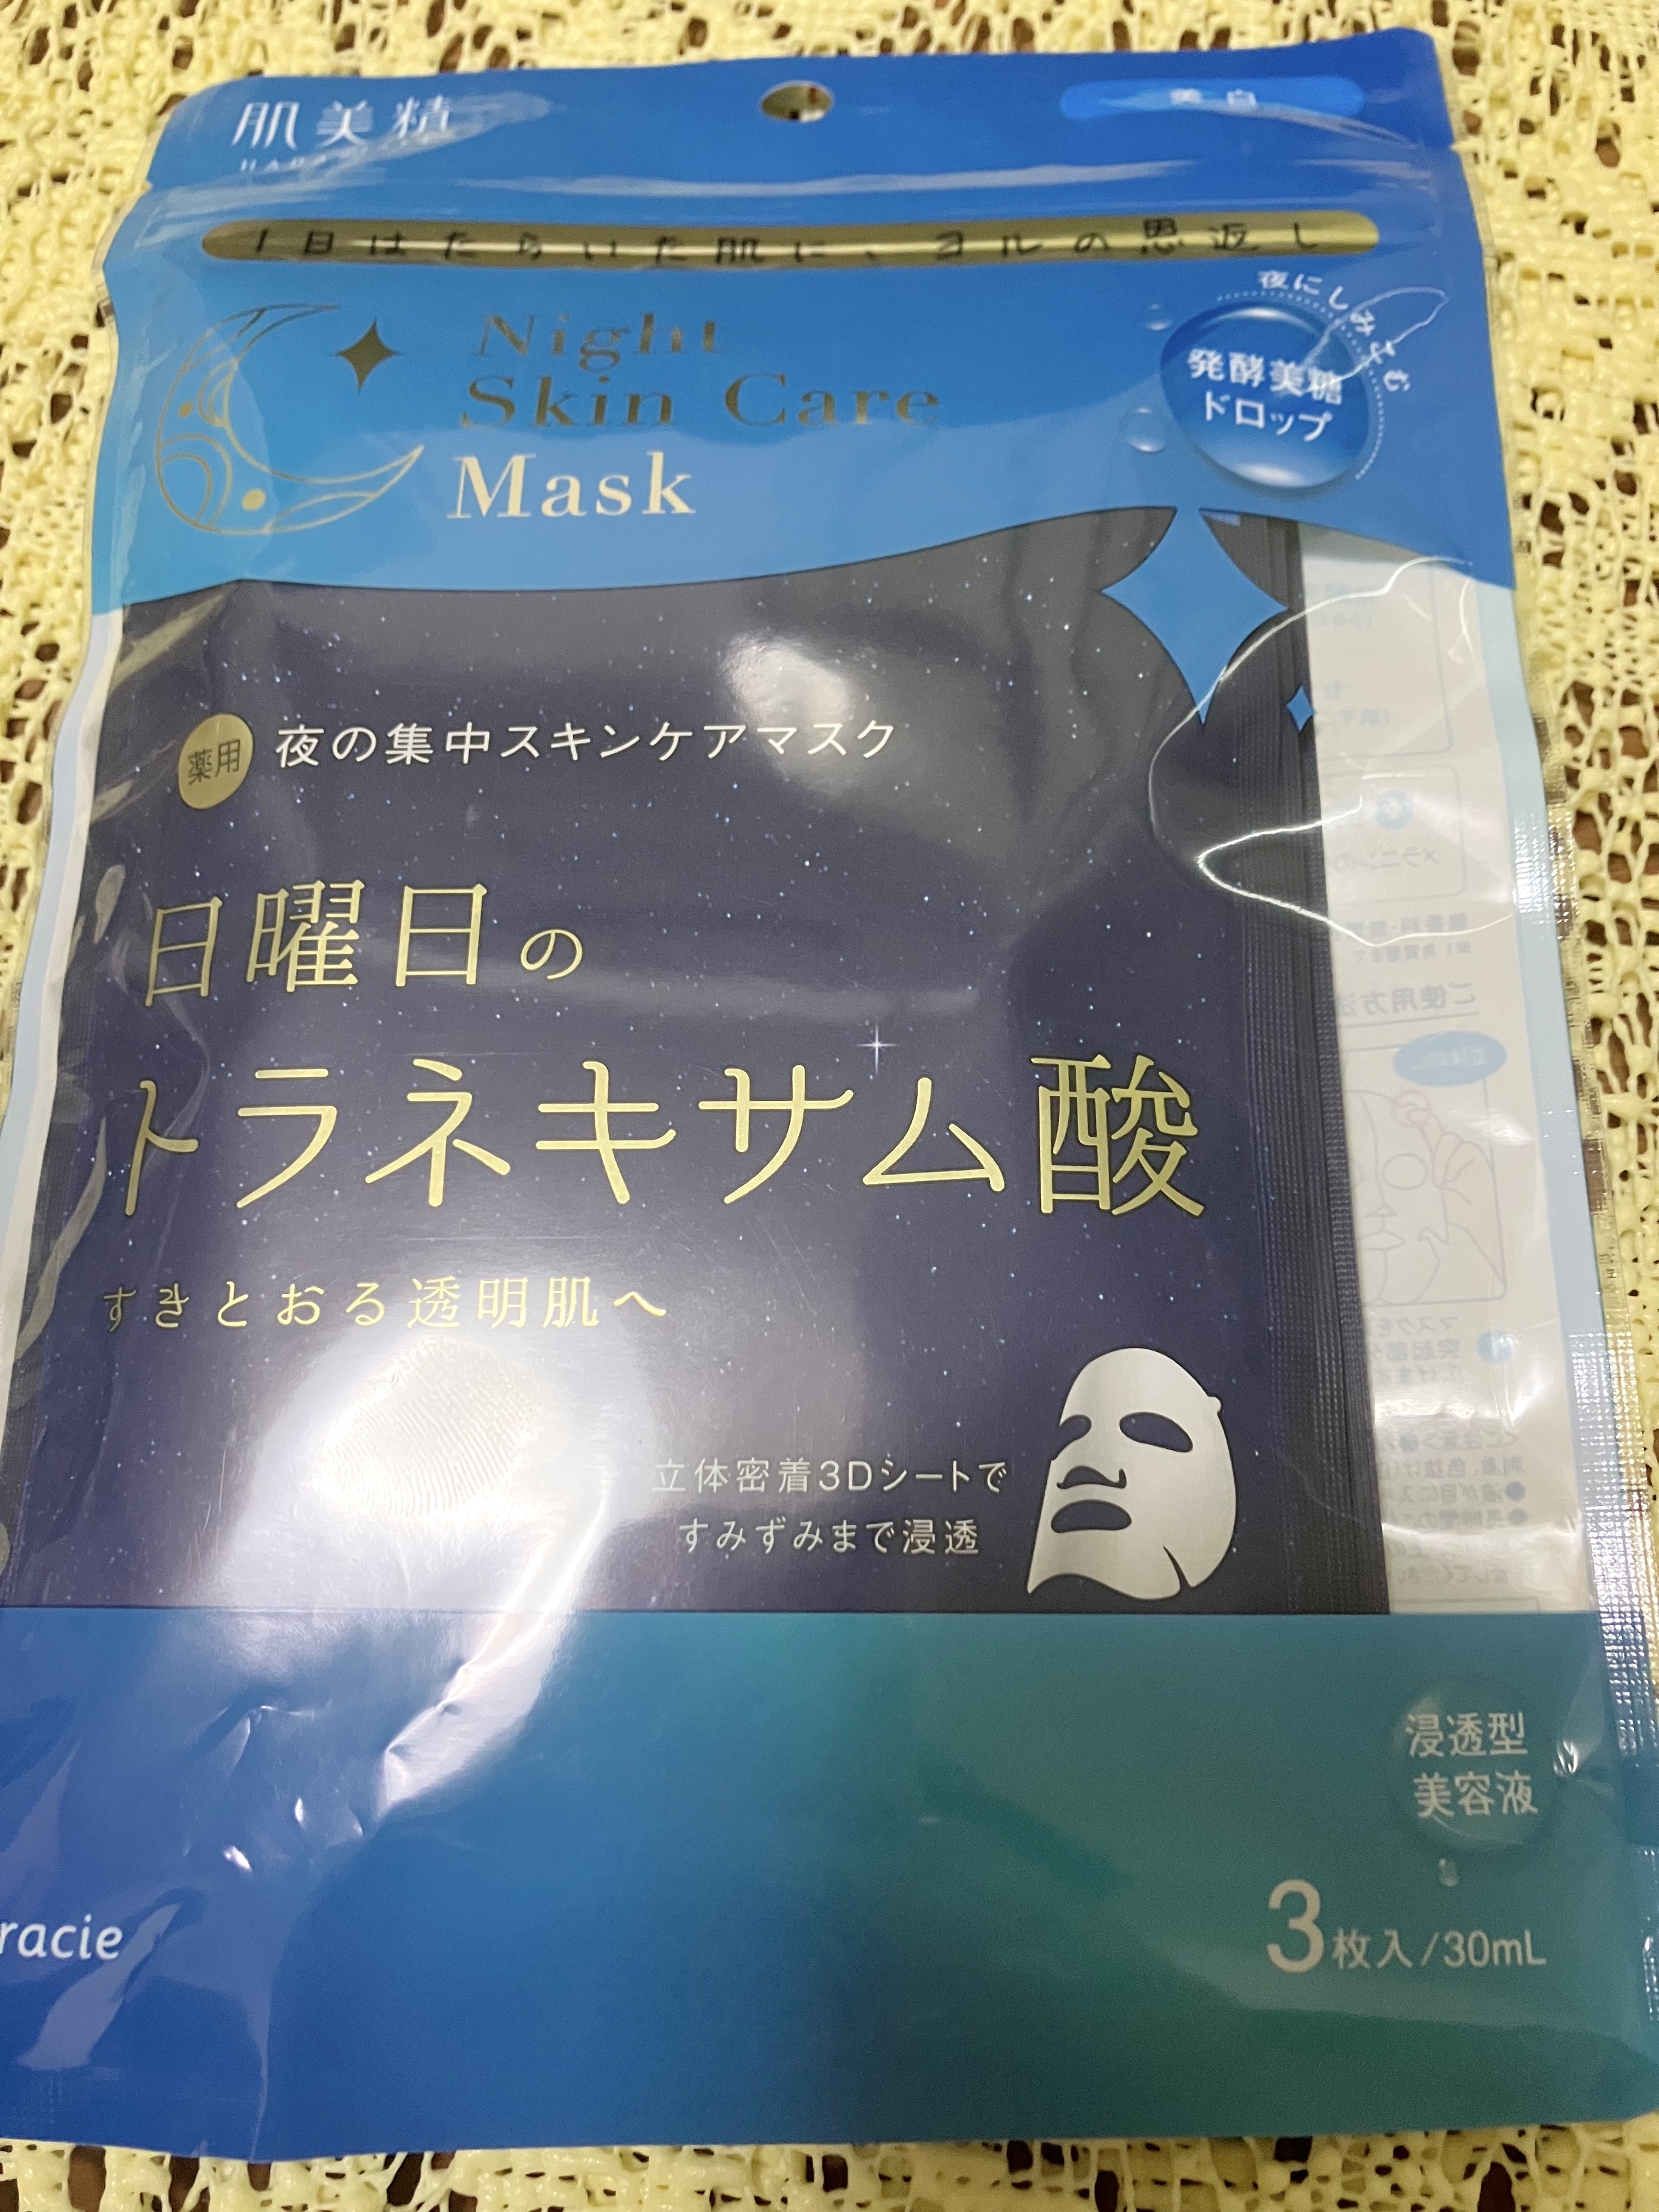 肌美精
美白
1日はたらいた肌に、ヨルの恩返し
Night
Skin Care
Mask
夜にしみこむ
発酵美糖
ドロップ
薬用
夜の集中スキンケアマスク
日曜日の
トラネキサム酸
すきとおる透明肌へ
立体密着3Dシートで
すみずみまで浸透
浸透型
美容液
racie
3枚入/30mL